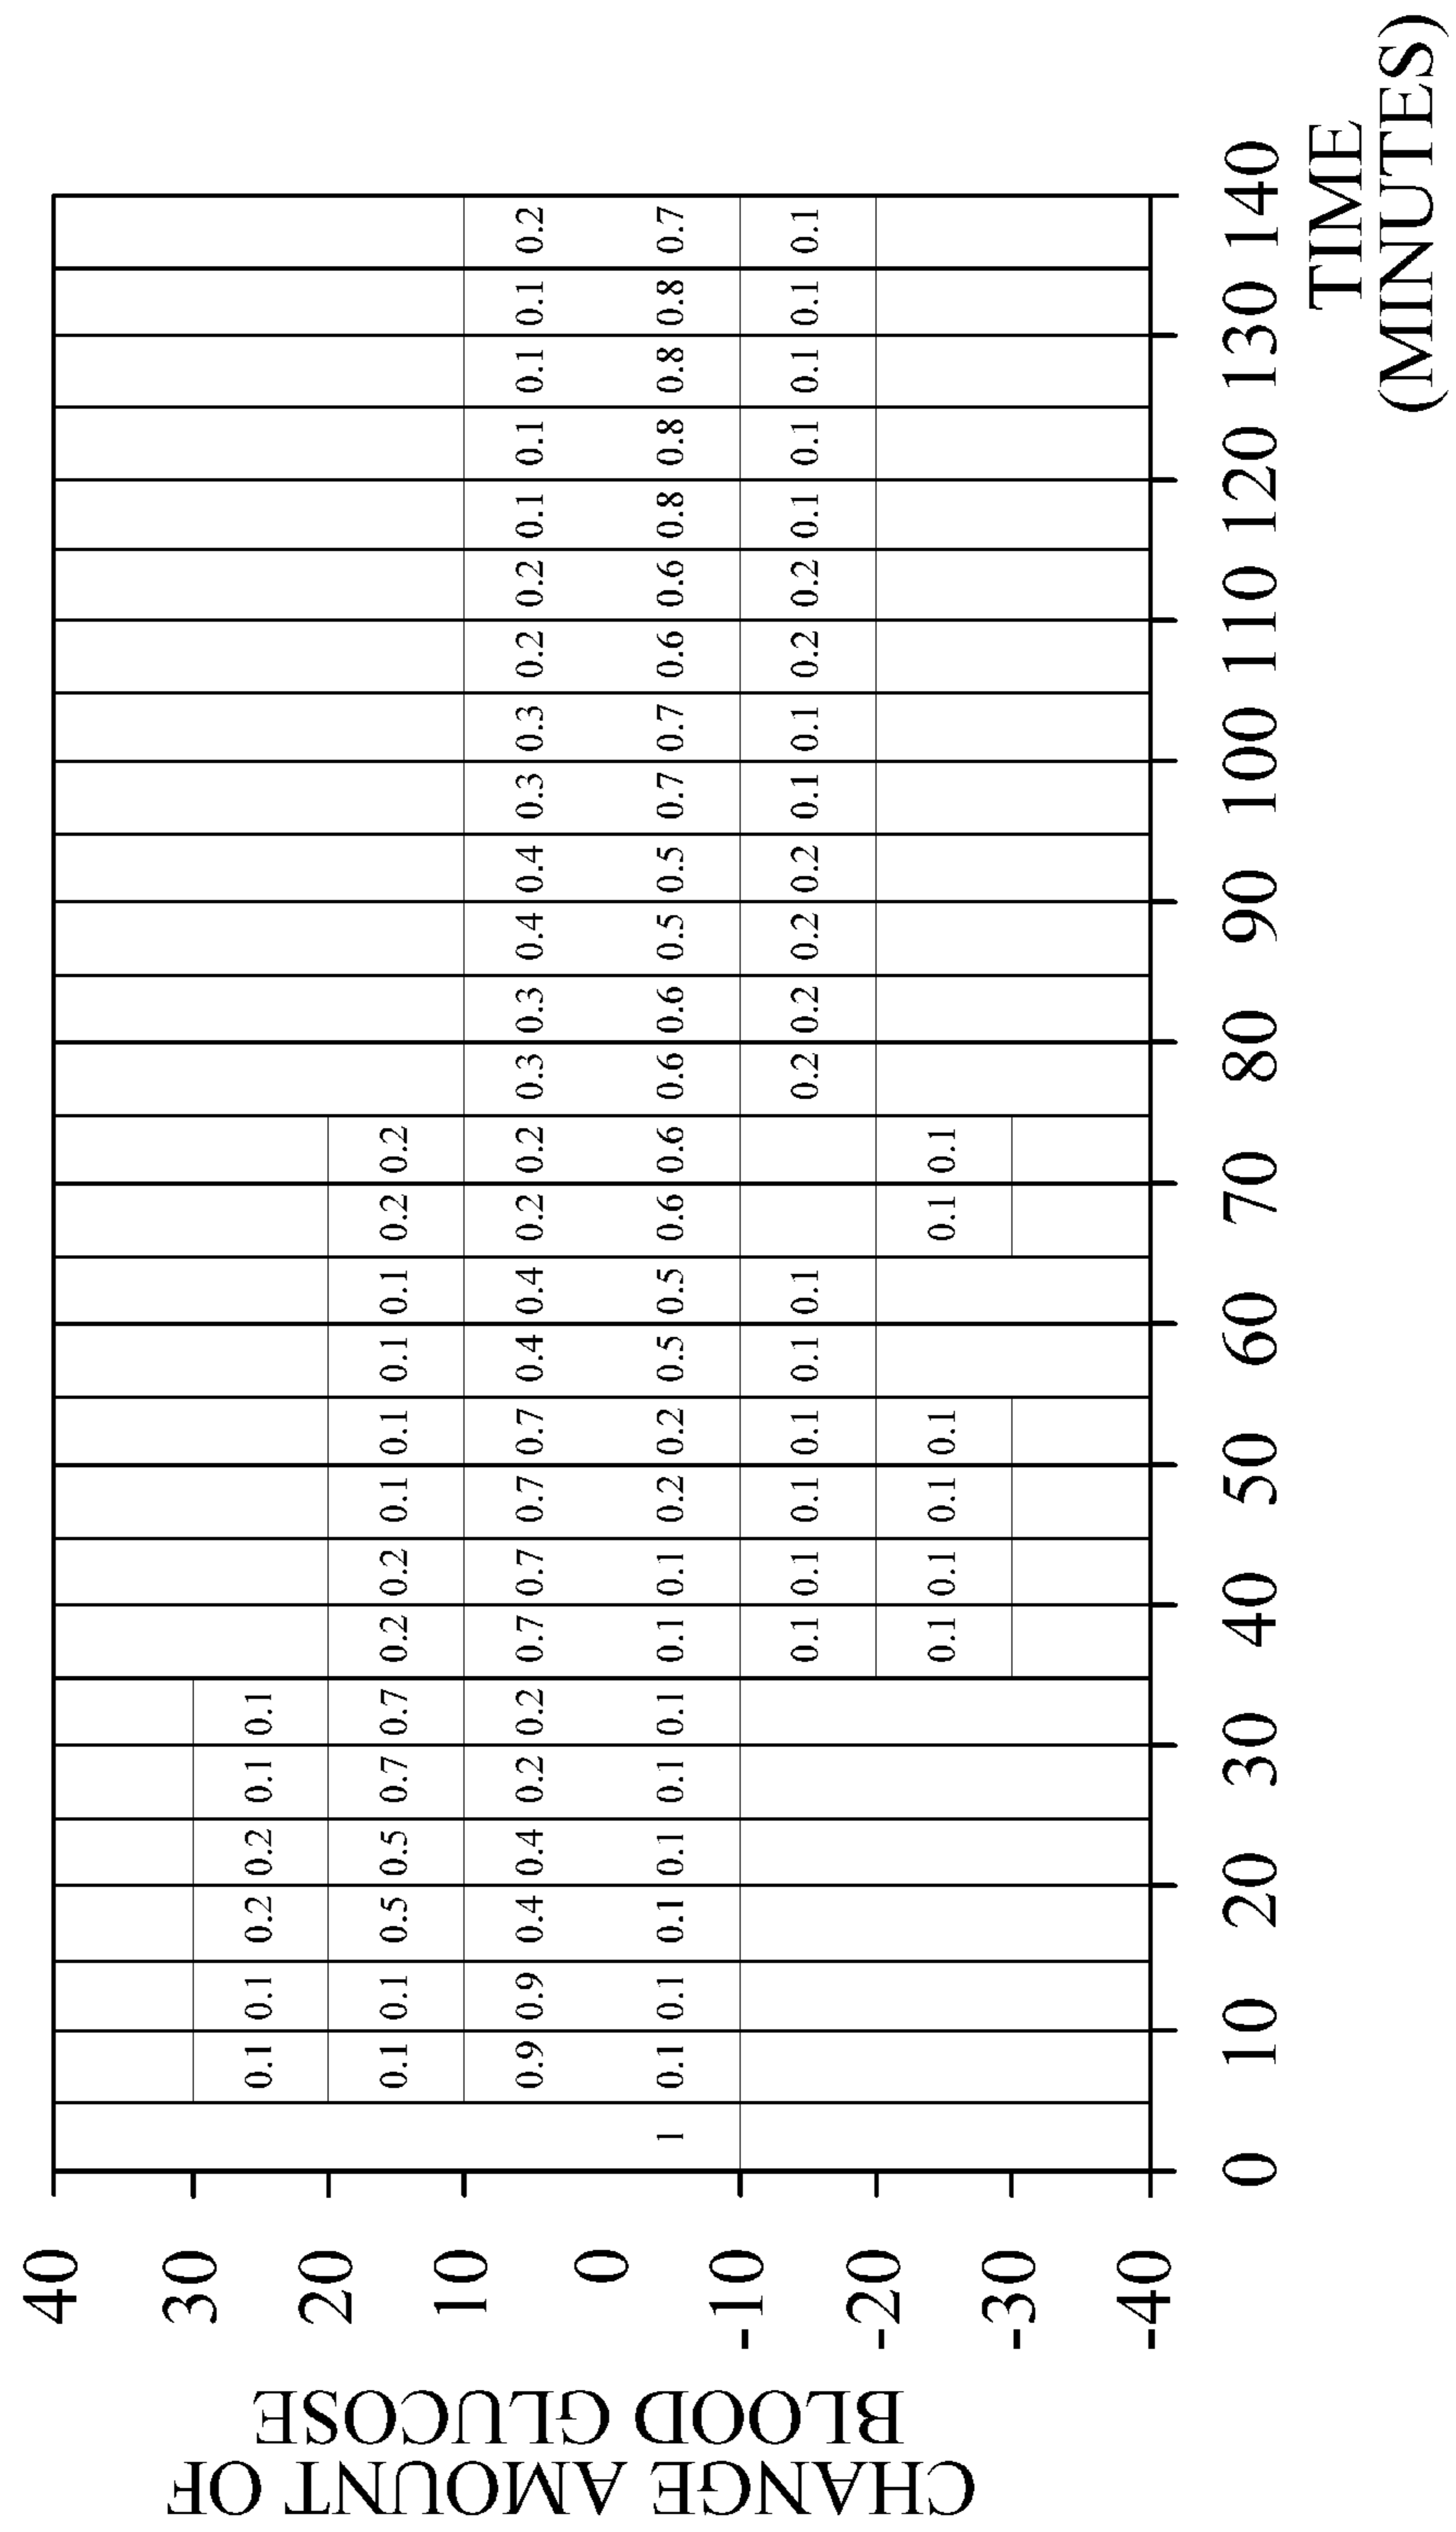 CHANGE AMOUNT OF
BLOOD GLUCOSE
40
30
0.1 0.1 0.2 0.2 0.1 0.1
20
0.1 0.1 0.5 0.5 0.7 0.7 0.2 0.2 0.1 0.1 0.1 0.1 0.2 0.2
10
0.9 0.9 0.4 0.4 0.2 0.2 0.7 0.7 0.7 0.7 0.4 0.4 0.2 0.2 0.3 0.3 0.4 0.4 0.3 0.3 0.2 0.2 0.1 0.1 0.1 0.1 0.2
0
1 0.1 0.1 0.1 0.1 0.1 0.1 0.1 0.1 0.2 0.2 0.5 0.5 0.6 0.6 0.6 0.6 0.5 0.5 0.7 0.7 0.6 0.6 0.8 0.8 0.8 0.8 0.7
-10
0.1 0.1 0.1 0.1 0.1 0.1 0.2 0.2 0.2 0.2 0.1 0.1 0.2 0.2 0.1 0.1 0.1 0.1 0.1
-20
0.1 0.1 0.1 0.1 0.1 0.1
-30
-40
0 10 20 30 40 50 60 70 80 90 100 110 120 130 140
TIME
(MINUTES)